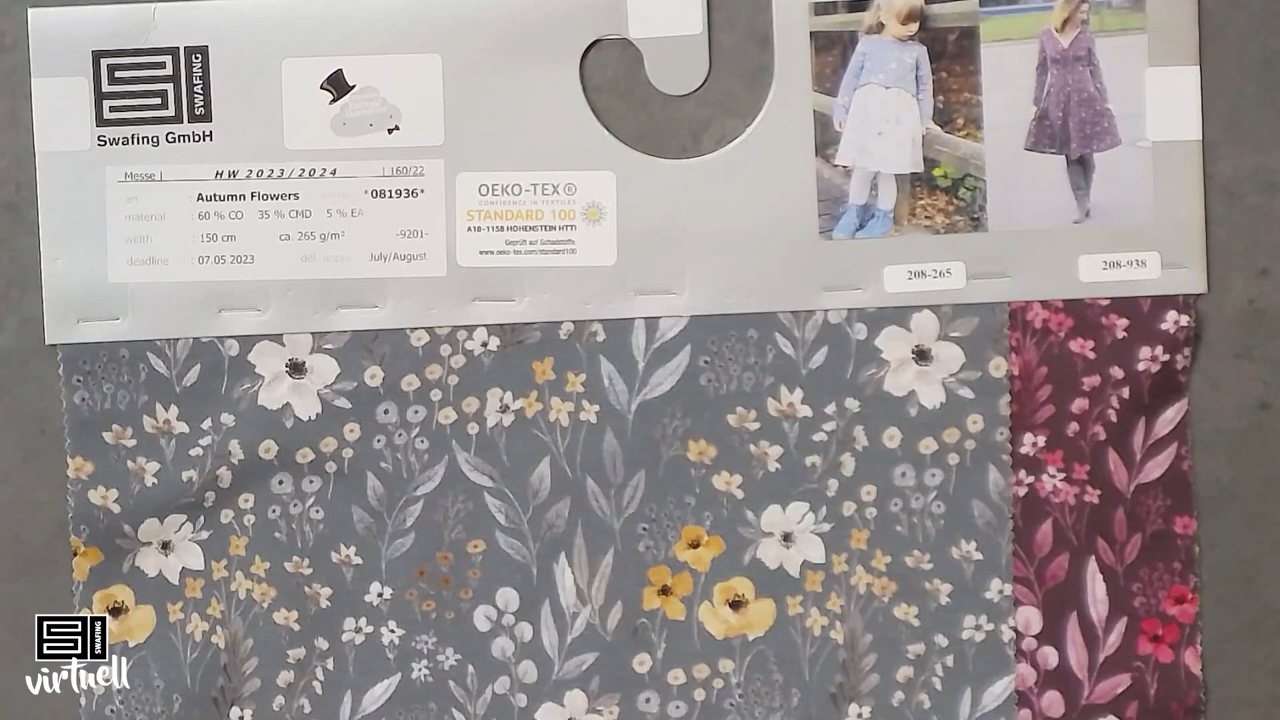 SWAFING
Swafing GmbH
Messe | HW 2023/2024 | 160/22
art : Autumn Flowers *081936*
material : 60 % CO 35 % CMD 5 % EA
width : 150 cm ca. 265 g/m² -9201-
deadline : 07.05.2023 July/August
OEKO-TEX®
CONFIDENCE IN TEXTILES
STANDARD 100
A18-1158 HOHENSTEIN HTTI
Geprüft auf Schadstoffe.
www.oeko-tex.com/standard100
208-265
208-938
SWAFING
virtuell